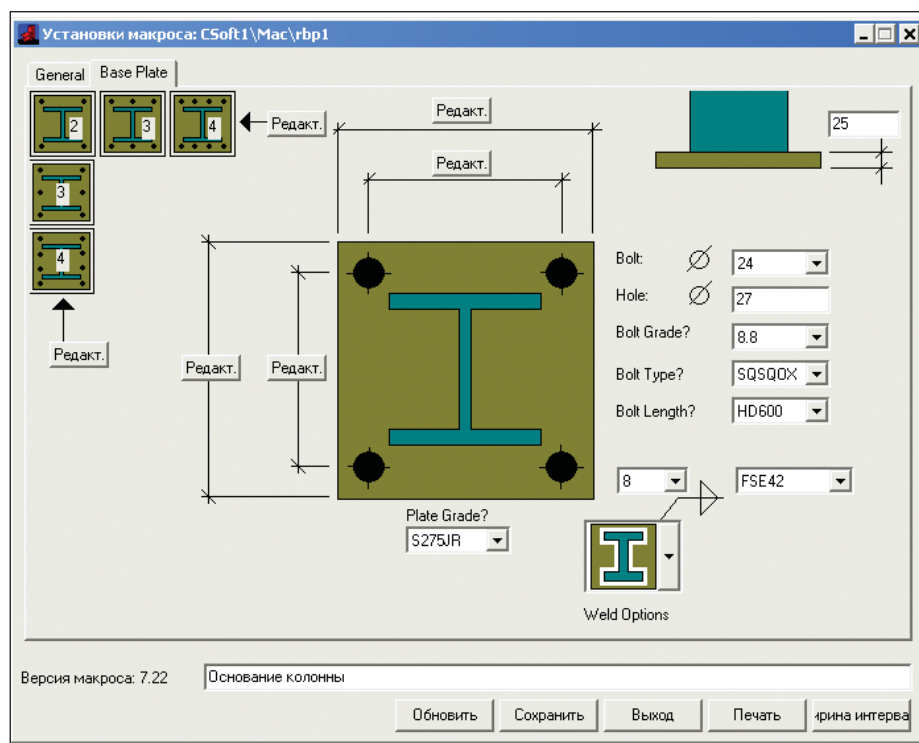 Установки макроса: CSoft1\Mac\rbp1
General Base Plate
2 3 4 Редакт. Редакт. 25
Редакт.
3
4
Редакт.
Редакт. Редакт.
Bolt: 24
Hole: 27
Bolt Grade? 8.8
Bolt Type? SQSQOX
Bolt Length? HD600
8 FSE42
Plate Grade?
S275JR
Weld Options
Версия макроса: 7.22 Основание колонны
Обновить Сохранить Выход Печать ирина интерва